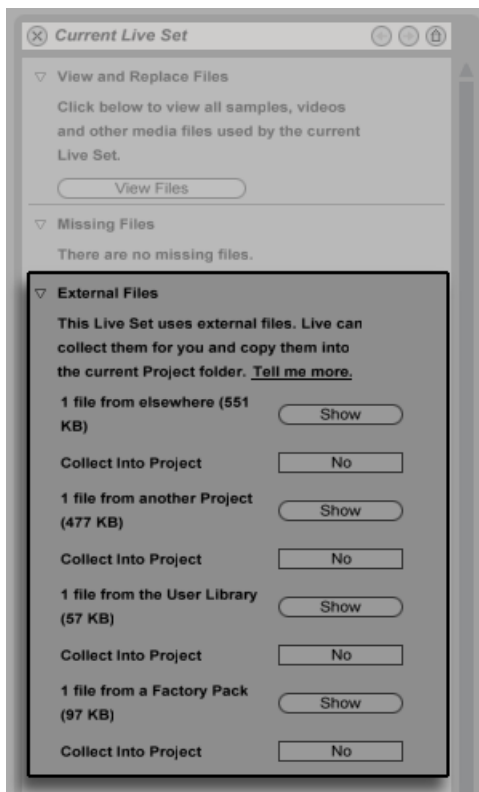 Current Live Set
View and Replace Files
Click below to view all samples, videos
and other media files used by the current
Live Set.
View Files
Missing Files
There are no missing files.
External Files
This Live Set uses external files. Live can
collect them for you and copy them into
the current Project folder. Tell me more.
1 file from elsewhere (551
KB)
Show
Collect Into Project
No
1 file from another Project
(477 KB)
Show
Collect Into Project
No
1 file from the User Library
(57 KB)
Show
Collect Into Project
No
1 file from a Factory Pack
(97 KB)
Show
Collect Into Project
No